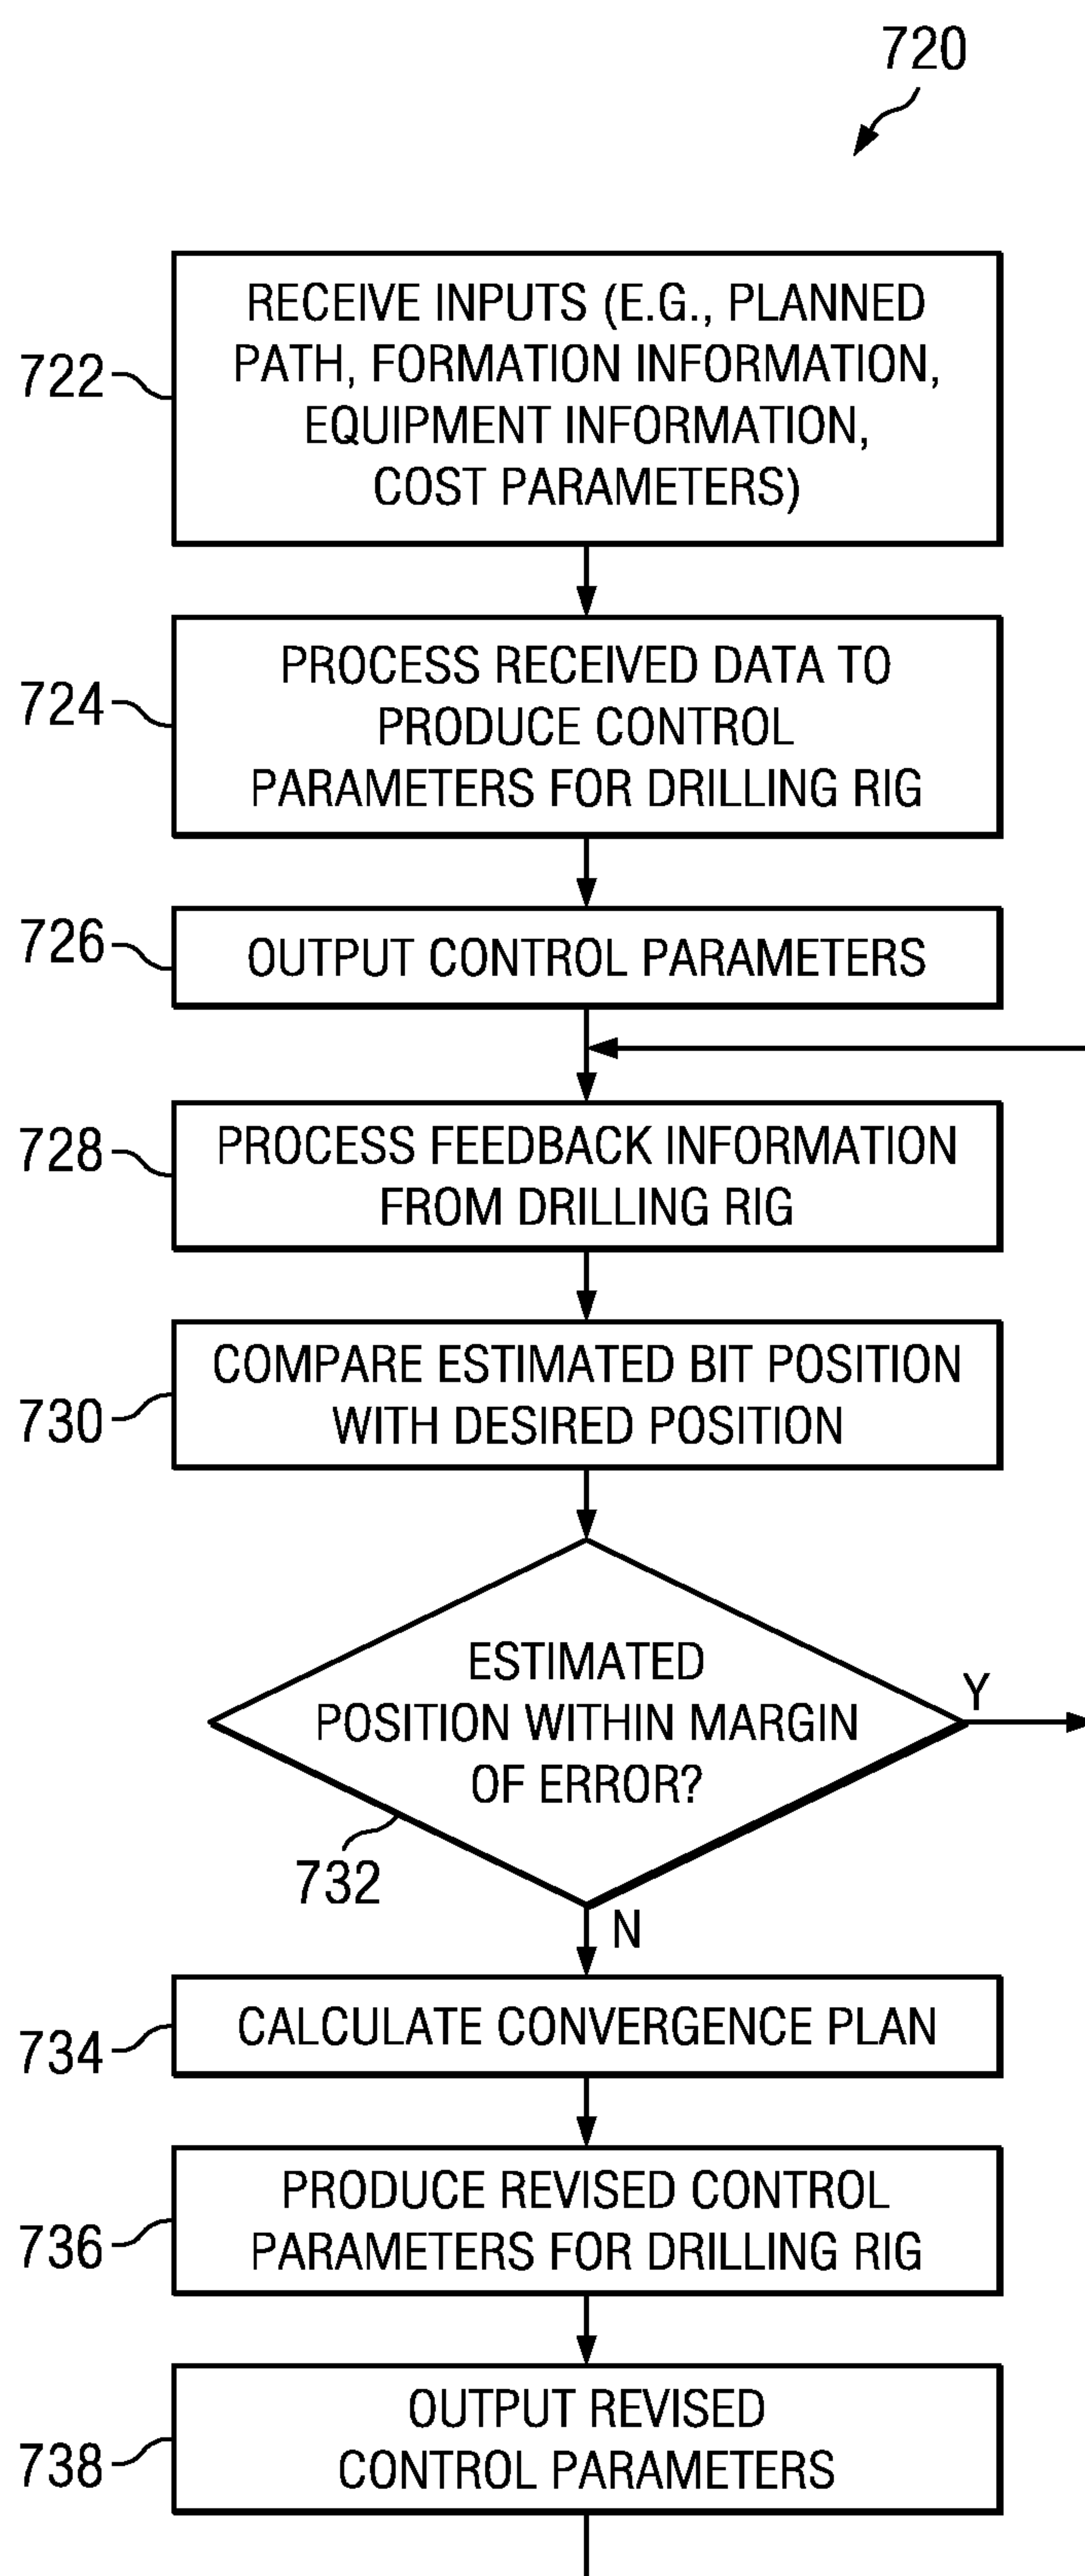 720
722
RECEIVE INPUTS (E.G., PLANNED
PATH, FORMATION INFORMATION,
EQUIPMENT INFORMATION,
COST PARAMETERS)
724
PROCESS RECEIVED DATA TO
PRODUCE CONTROL
PARAMETERS FOR DRILLING RIG
726
OUTPUT CONTROL PARAMETERS
728
PROCESS FEEDBACK INFORMATION
FROM DRILLING RIG
730
COMPARE ESTIMATED BIT POSITION
WITH DESIRED POSITION
ESTIMATED
POSITION WITHIN MARGIN
OF ERROR?
Y
732
N
734
CALCULATE CONVERGENCE PLAN
736
PRODUCE REVISED CONTROL
PARAMETERS FOR DRILLING RIG
738
OUTPUT REVISED
CONTROL PARAMETERS